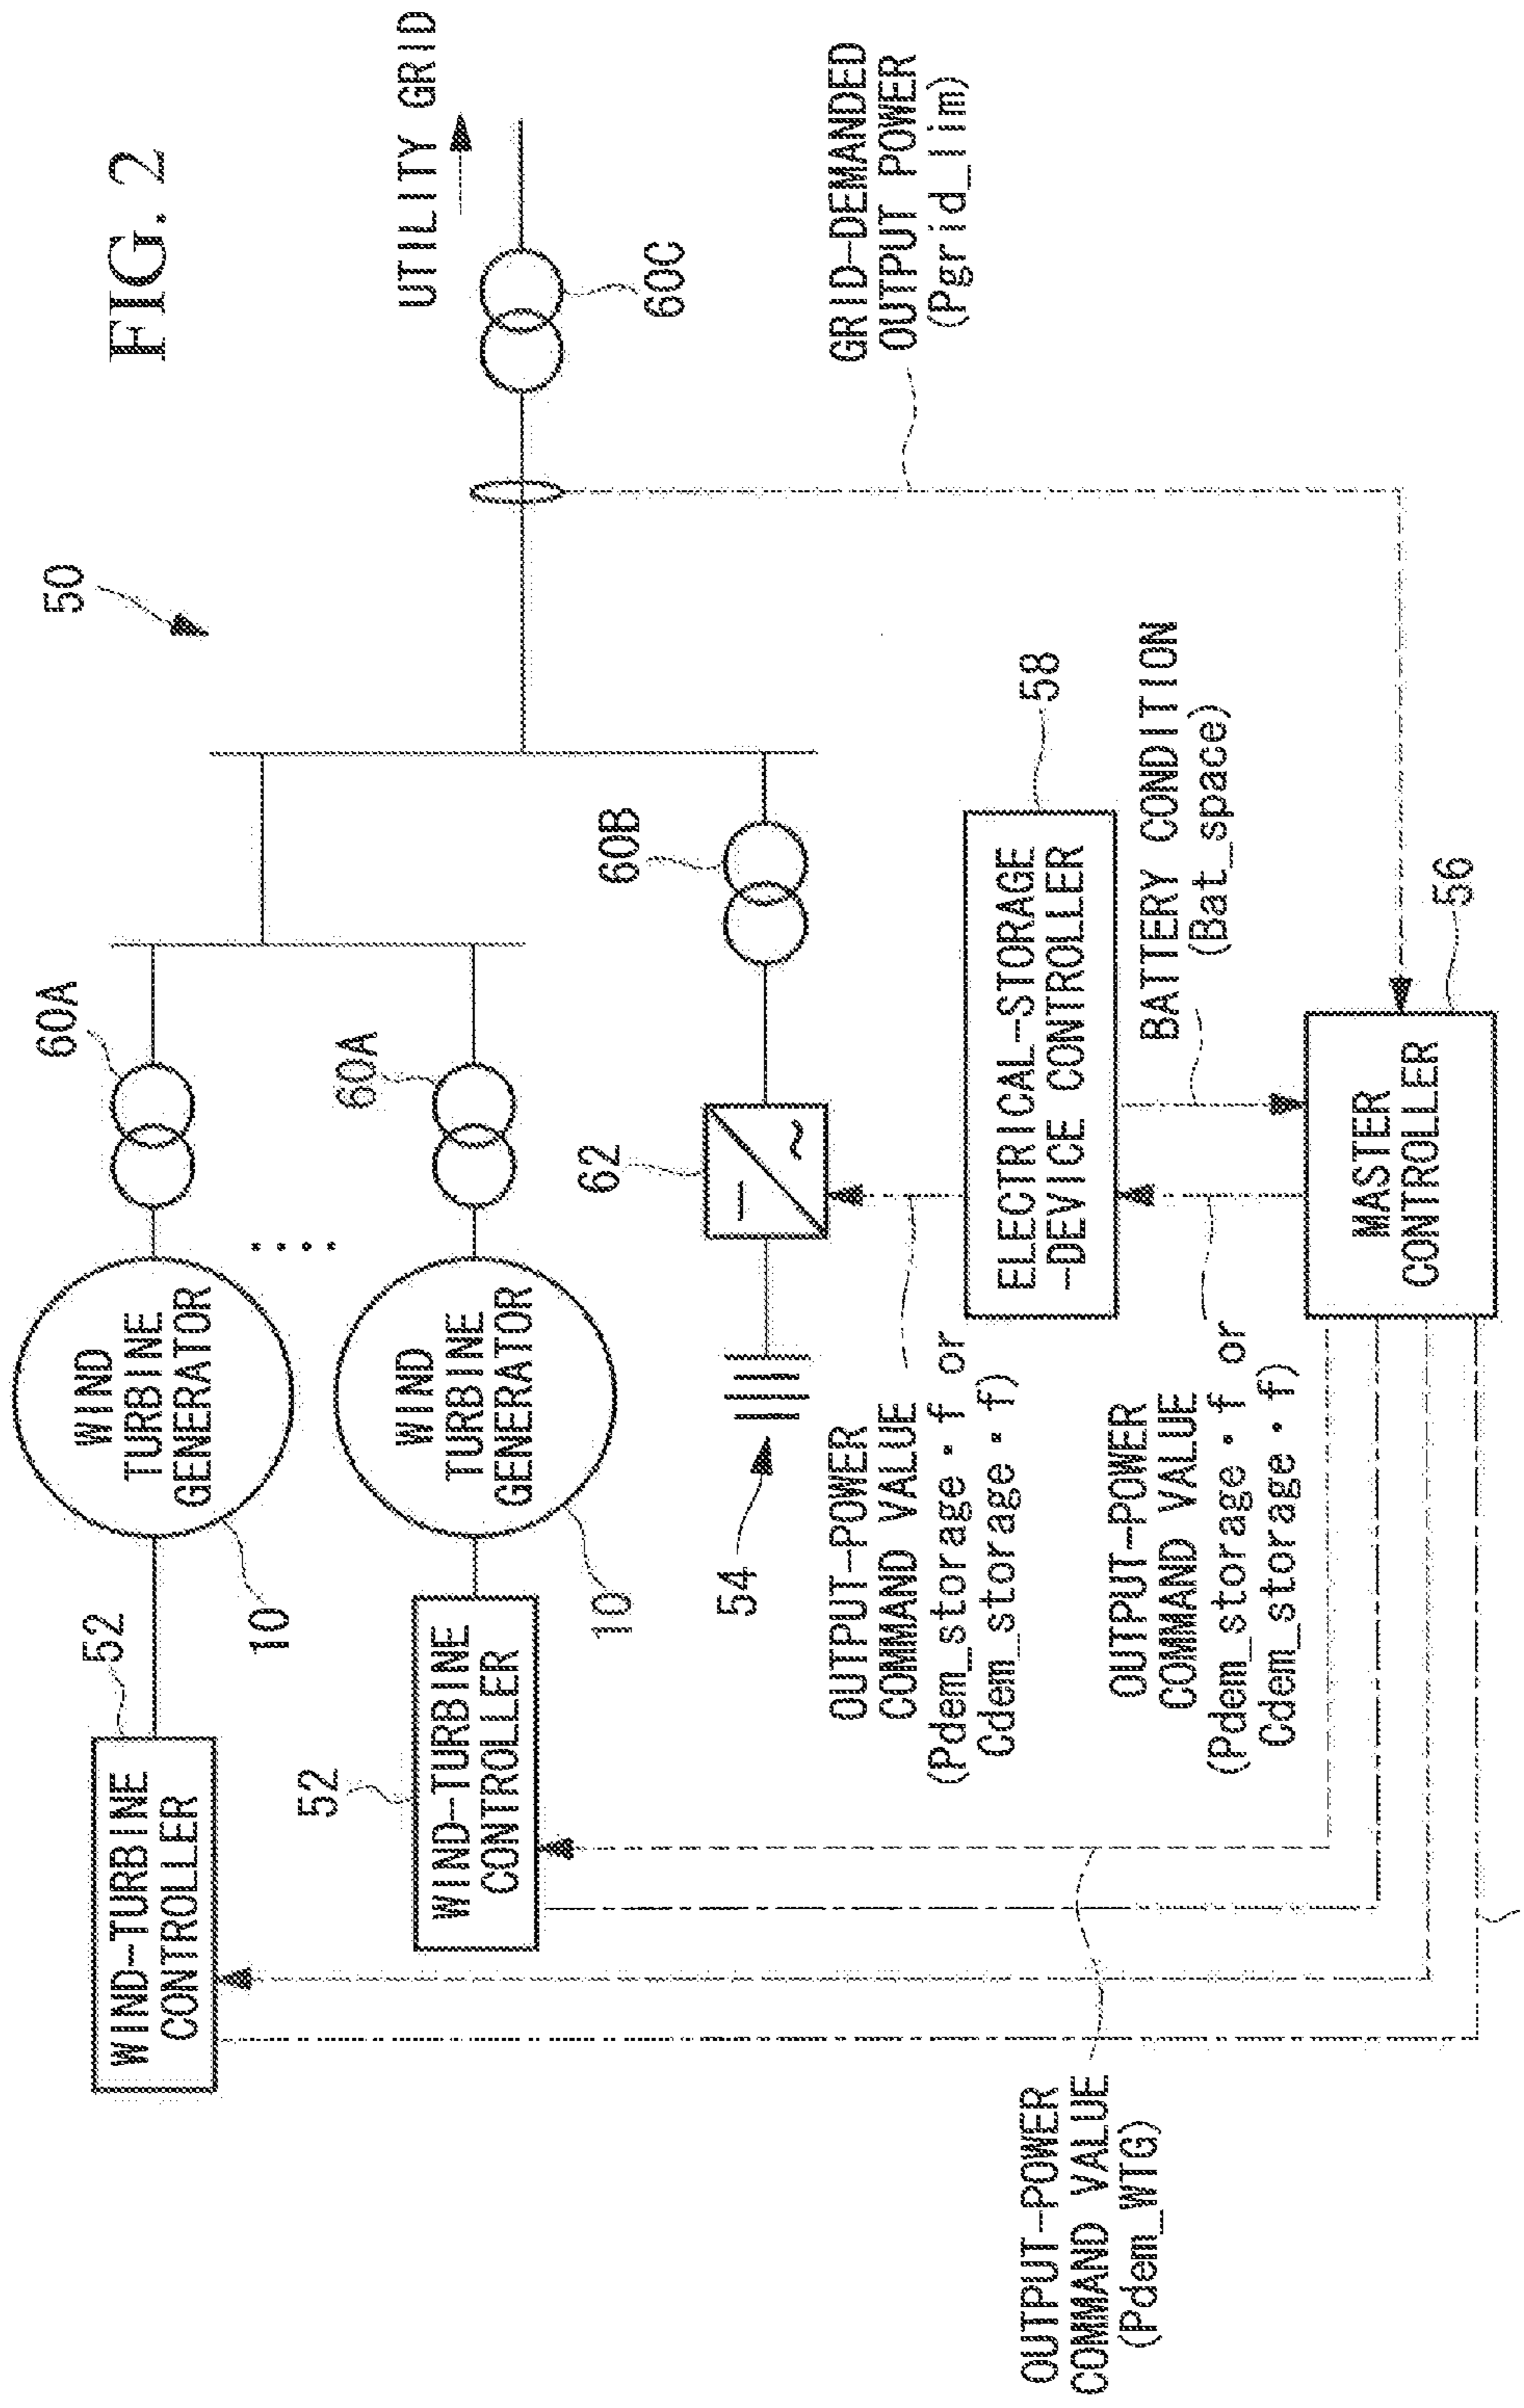 FIG. 2
50
UTILITY GRID
60C
GRID-DEMANDED
OUTPUT POWER
(Pgrid_lim)
60A
60A
60B
WIND
TURBINE
GENERATOR
10
WIND
TURBINE
GENERATOR
10
52
WIND-TURBINE
CONTROLLER
52
WIND-TURBINE
CONTROLLER
62
54
58
ELECTRICAL-STORAGE
-DEVICE CONTROLLER
BATTERY CONDITION
(Bat_space)
56
MASTER
CONTROLLER
OUTPUT-POWER
COMMAND VALUE
(Pdem_storage・f or
Cdem_storage・f)
OUTPUT-POWER
COMMAND VALUE
(Pdem_storage・f or
Cdem_storage・f)
OUTPUT-POWER
COMMAND VALUE
(Pdem_WTG)